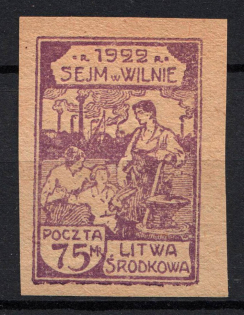 R. 1922 R.
SEJM W WILNIE
POCZTA
75 M
LITWA
ŚRODKOWA